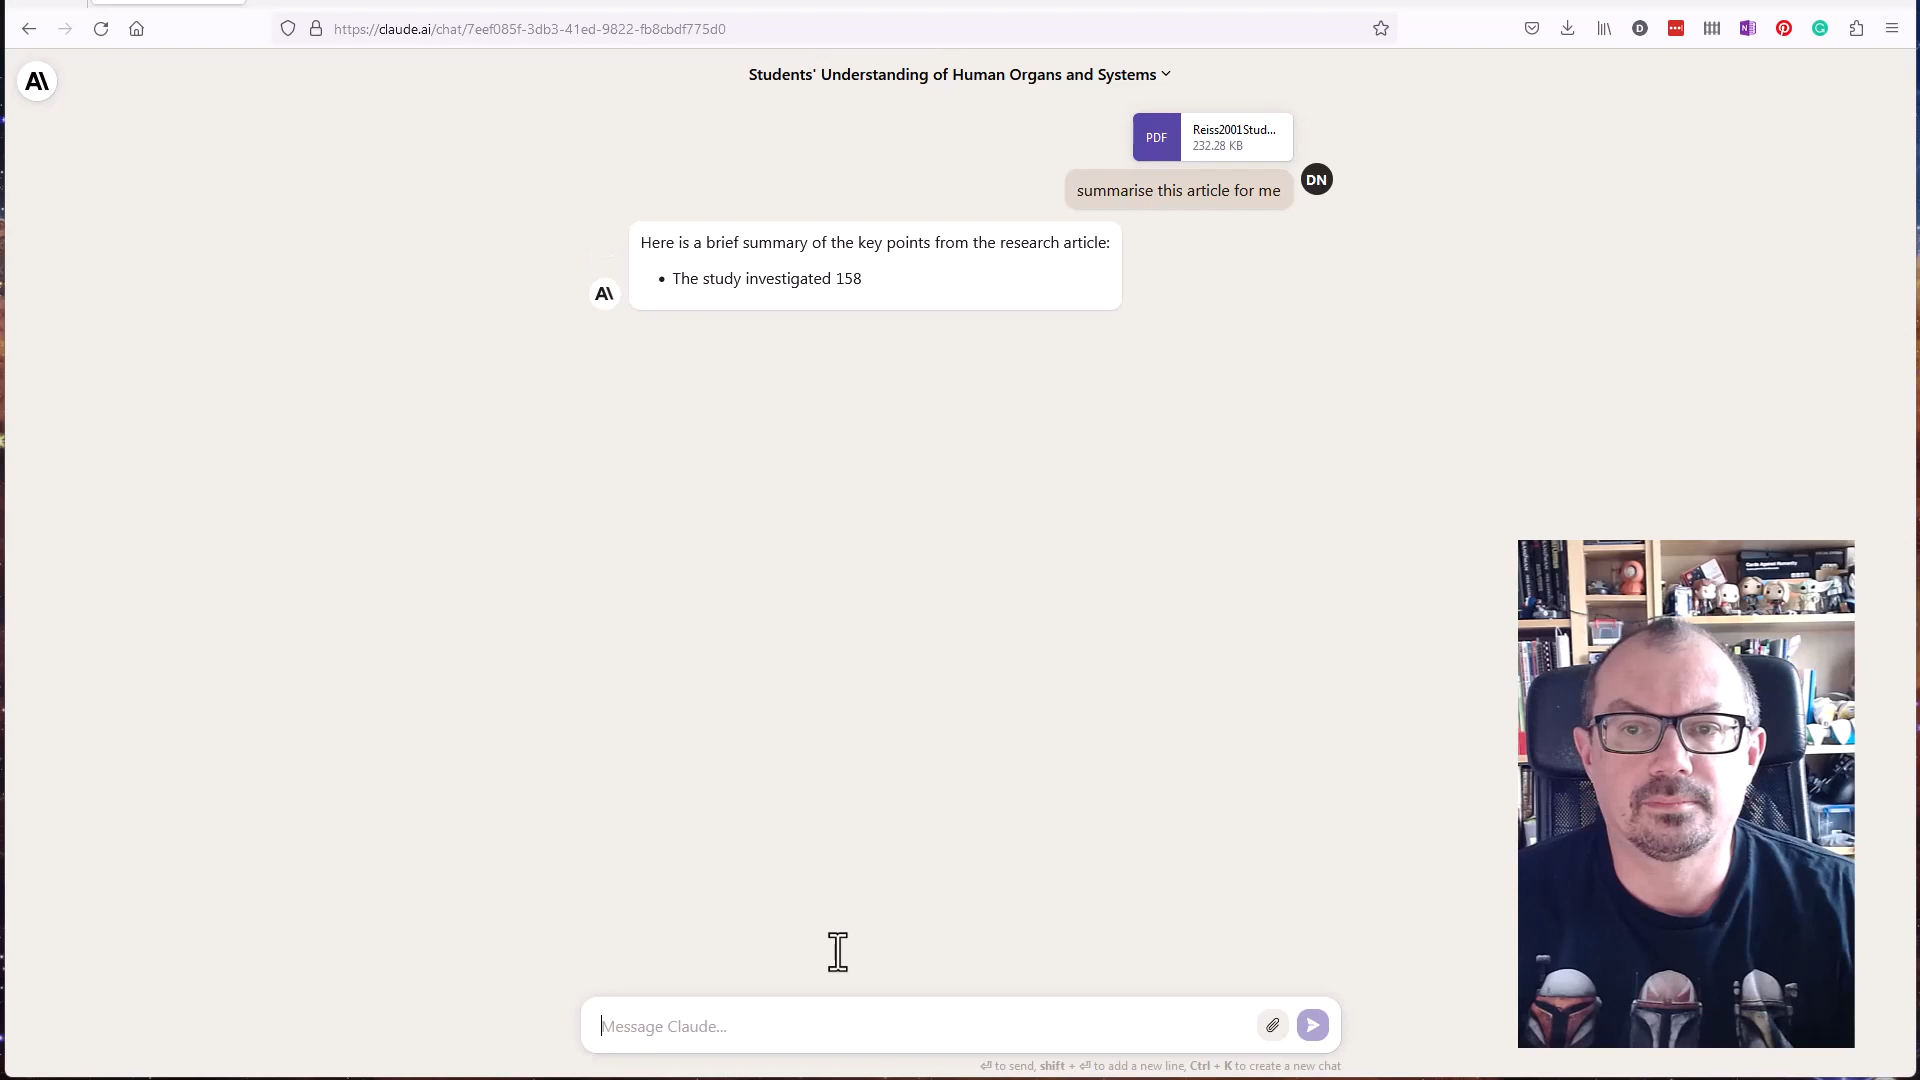 https://claude.ai/chat/7eef085f-3db3-41ed-9822-fb8cbdf775d0
Students' Understanding of Human Organs and Systems
PDF
Reiss2001Stud...
232.28 KB
summarise this article for me
DN
Here is a brief summary of the key points from the research article:
• The study investigated 158
Message Claude...
⏎ to send, shift + ⏎ to add a new line, Ctrl + K to create a new chat
Cards Against Humanity